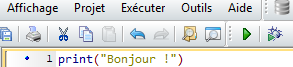 Affichage Projet Exécuter Outils Aide
1 print("Bonjour !")